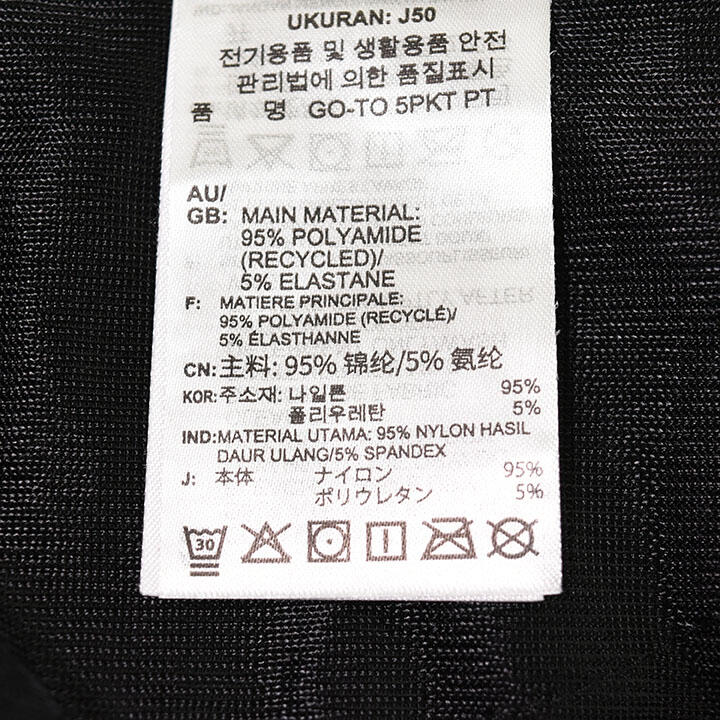 UKURAN: J50
전기용품 및 생활용품 안전
관리법에 의한 품질표시
품 명 GO-TO 5PKT PT
AU/
GB: MAIN MATERIAL:
95% POLYAMIDE
(RECYCLED)/
5% ELASTANE
F: MATIERE PRINCIPALE:
95% POLYAMIDE (RECYCLÉ)/
5% ÉLASTHANNE
CN: 主料: 95% 锦纶/5% 氨纶
KOR: 주소재: 나일론 95%
폴리우레탄 5%
IND: MATERIAL UTAMA: 95% NYLON HASIL
DAUR ULANG/5% SPANDEX
J: 本体 ナイロン 95%
ポリウレタン 5%
30